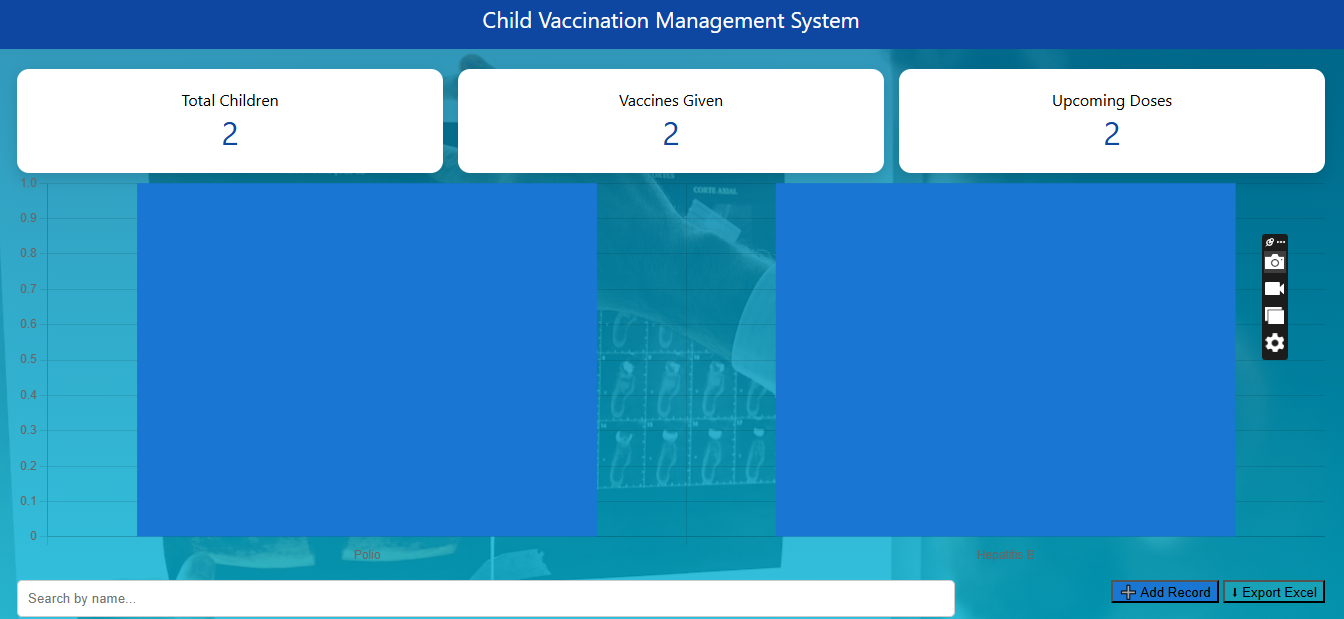 Child Vaccination Management System
Total Children
2
Vaccines Given
2
Upcoming Doses
2
CORTE AXIAL
1.0
0.9
0.8
0.7
0.6
0.5
0.4
0.3
0.2
0.1
0
Polio
Hepatitis B
Search by name...
➕ Add Record
⬇ Export Excel